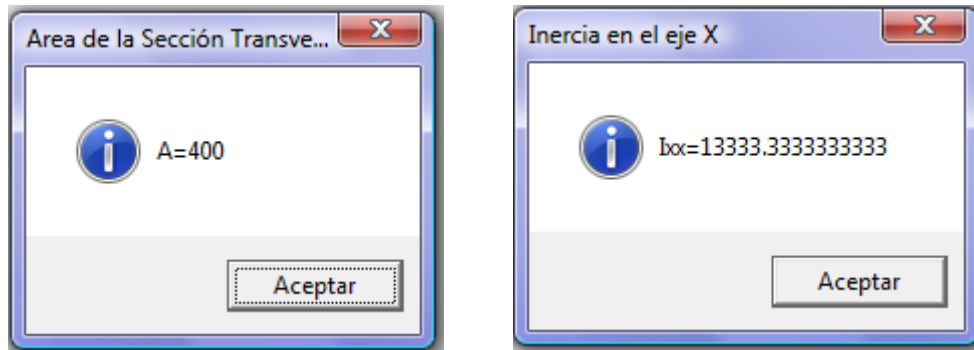 Area de la Sección Transve...
A=400
Aceptar
Inercia en el eje X
Ixx=13333.3333333333
Aceptar